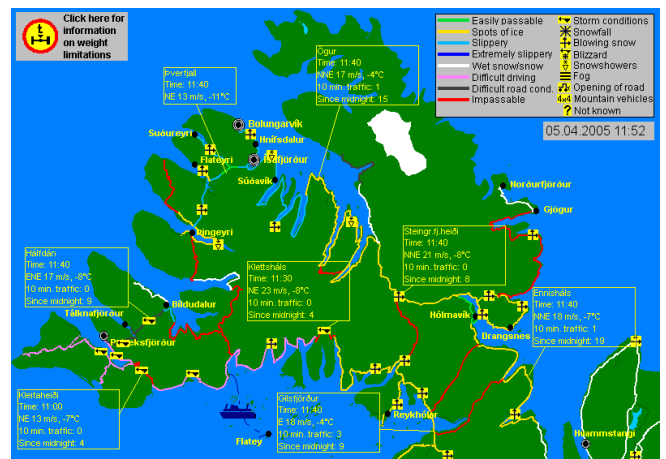 Click here for
information
on weight
limitations
t
Easily passable
Spots of ice
Slippery
Extremely slippery
Wet snow/snow
Difficult driving
Difficult road cond.
Impassable
Storm conditions
Snowfall
Blowing snow
Blizzard
Snowshowers
Fog
Opening of road
4x4 Mountain vehicles
? Not known
05.04.2005 11:52
Ögur
Time: 11:40
NNE 17 m/s, -4°C
10 min. traffic: 1
Since midnight: 15
Þverfjall
Time: 11:40
NE 13 m/s, -11°C
Bolungarvík
Hnífsdalur
Suðureyri
Flateyri
Ísafjörður
Súðavík
Þingeyri
Norðurfjörður
Gjögur
Steingr.fj.heiði
Time: 11:40
NNE 21 m/s, -8°C
10 min. traffic: 0
Since midnight: 8
Hálfdán
Time: 11:40
ENE 17 m/s, -8°C
10 min. traffic: 0
Since midnight: 9
Klettsháls
Time: 11:30
NE 23 m/s, -8°C
10 min. traffic: 0
Since midnight: 4
Ennisháls
Time: 11:40
NNE 18 m/s, -7°C
10 min. traffic: 1
Since midnight: 19
Bíldudalur
Tálknafjörður
Patreksfjörður
Hólmavík
Drangsnes
Kleifaheiði
Time: 11:00
NE 13 m/s, -7°C
10 min. traffic: 0
Since midnight: 4
Gilsfjörður
Time: 11:40
E 18 m/s, -4°C
10 min. traffic: 3
Since midnight: 9
Reykhólar
Flatey
Hvammstangi